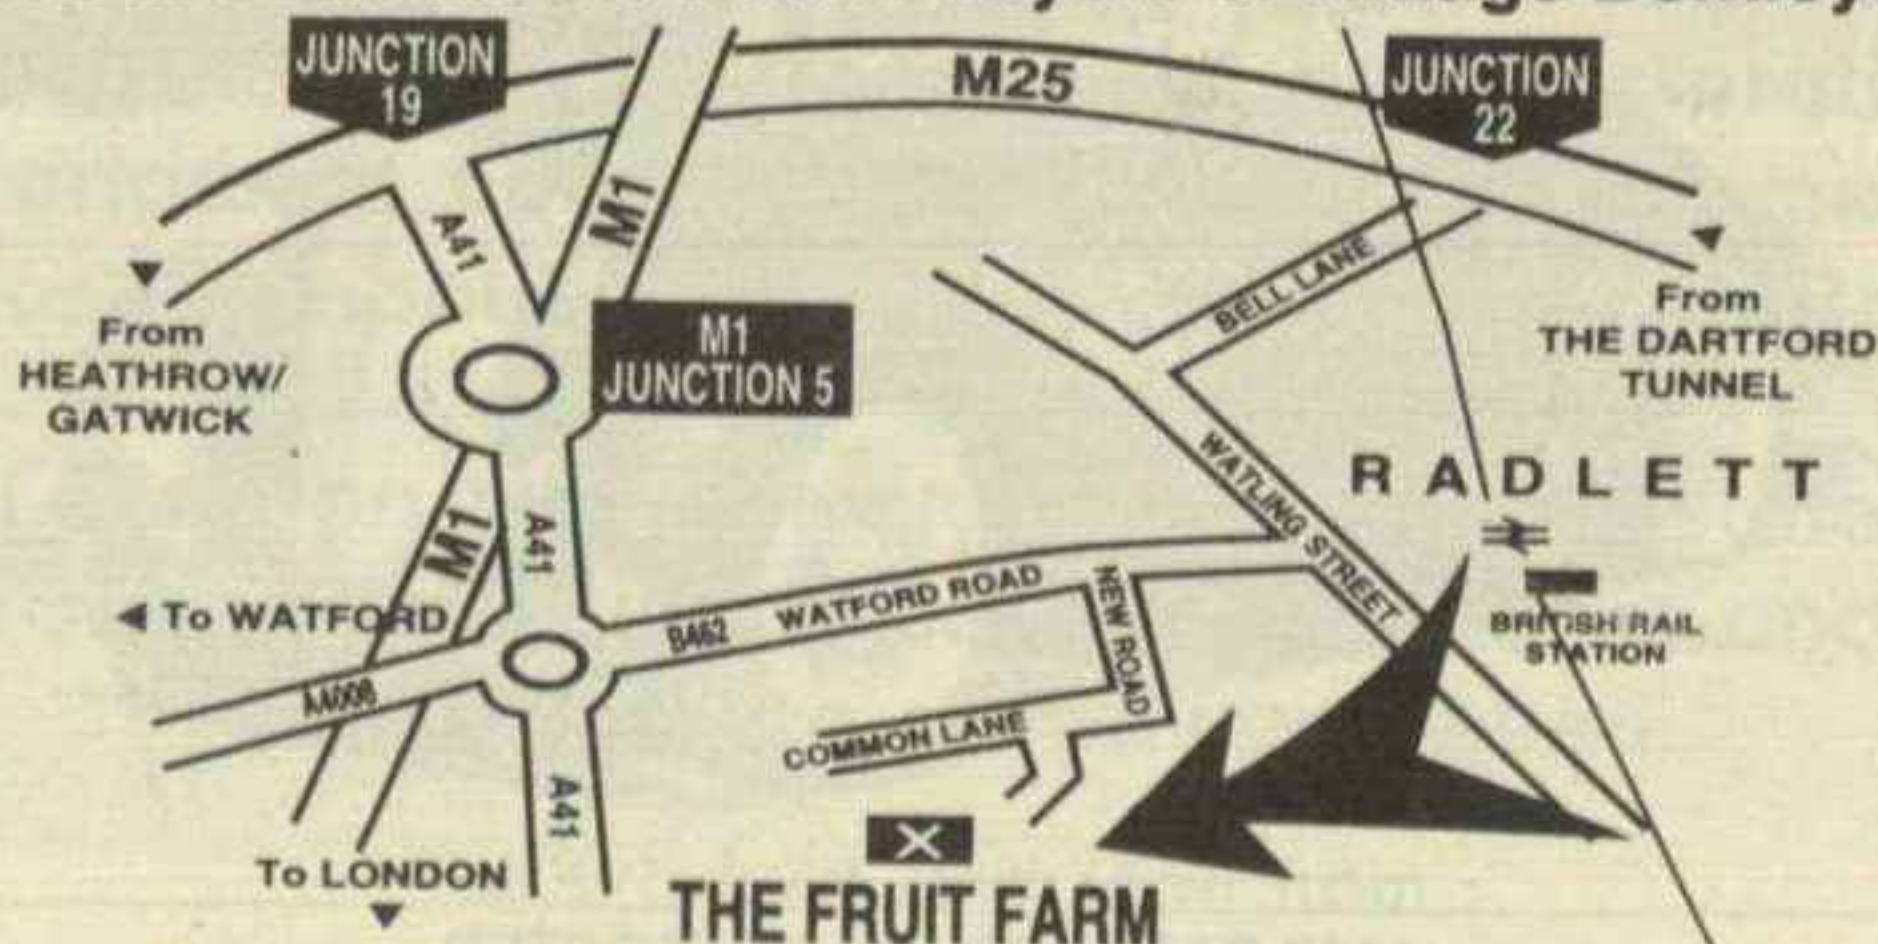 JUNCTION
19
M25
JUNCTION
22
A41
M1
BELL LANE
From
HEATHROW/
GATWICK
M1
JUNCTION 5
From
THE DARTFORD
TUNNEL
WATLING STREET
RADLETT
M1
A41
To WATFORD
B462 WATFORD ROAD
NEW ROAD
BRITISH RAIL
STATION
A4008
COMMON LANE
A41
X
To LONDON
THE FRUIT FARM